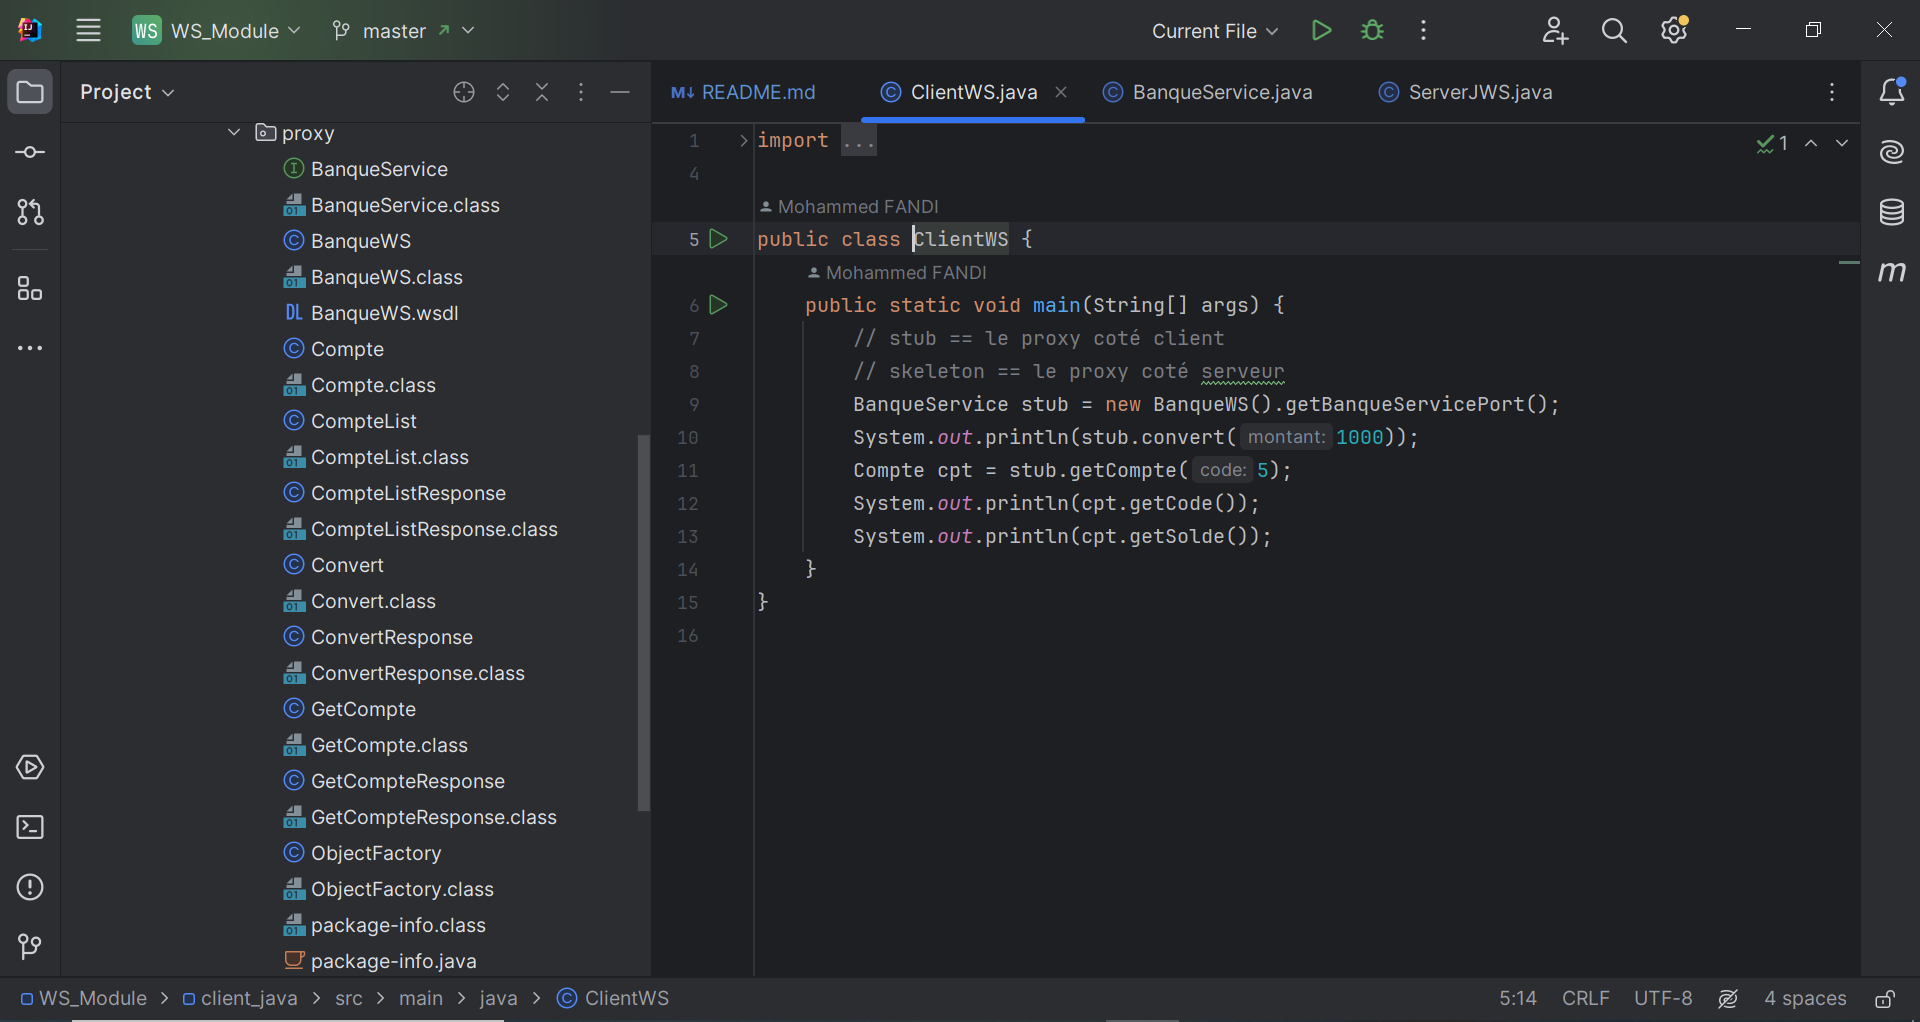 WS WS_Module master Current File
Project
README.md ClientWS.java BanqueService.java ServerJWS.java
proxy
BanqueService
BanqueService.class
BanqueWS
BanqueWS.class
BanqueWS.wsdl
Compte
Compte.class
CompteList
CompteList.class
CompteListResponse
CompteListResponse.class
Convert
Convert.class
ConvertResponse
ConvertResponse.class
GetCompte
GetCompte.class
GetCompteResponse
GetCompteResponse.class
ObjectFactory
ObjectFactory.class
package-info.class
package-info.java
1 import ... 1
4
Mohammed FANDI
5 public class ClientWS {
Mohammed FANDI
6 public static void main(String[] args) {
7 // stub == le proxy coté client
8 // skeleton == le proxy coté serveur
9 BanqueService stub = new BanqueWS().getBanqueServicePort();
10 System.out.println(stub.convert( montant: 1000));
11 Compte cpt = stub.getCompte( code: 5);
12 System.out.println(cpt.getCode());
13 System.out.println(cpt.getSolde());
14 }
15 }
16
WS_Module > client_java > src > main > java > ClientWS 5:14 CRLF UTF-8 4 spaces